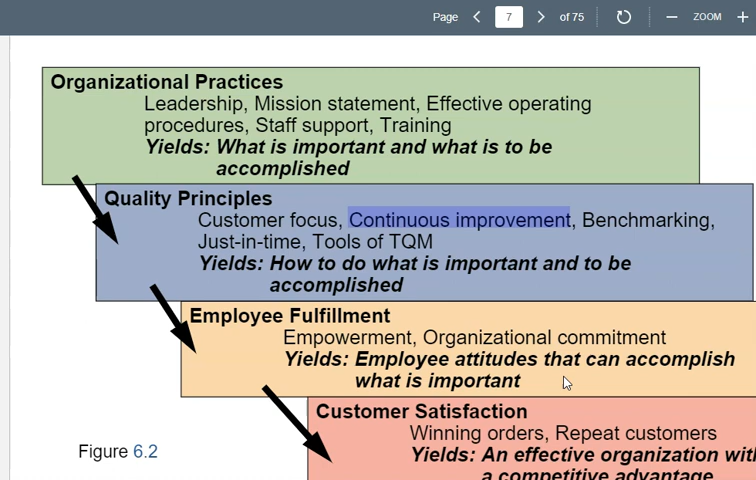 Page 7 of 75 ZOOM
Organizational Practices
Leadership, Mission statement, Effective operating
procedures, Staff support, Training
Yields: What is important and what is to be
accomplished
Quality Principles
Customer focus, Continuous improvement, Benchmarking,
Just-in-time, Tools of TQM
Yields: How to do what is important and to be
accomplished
Employee Fulfillment
Empowerment, Organizational commitment
Yields: Employee attitudes that can accomplish
what is important
Customer Satisfaction
Winning orders, Repeat customers
Yields: An effective organization wit
a competitive advantage
Figure 6.2